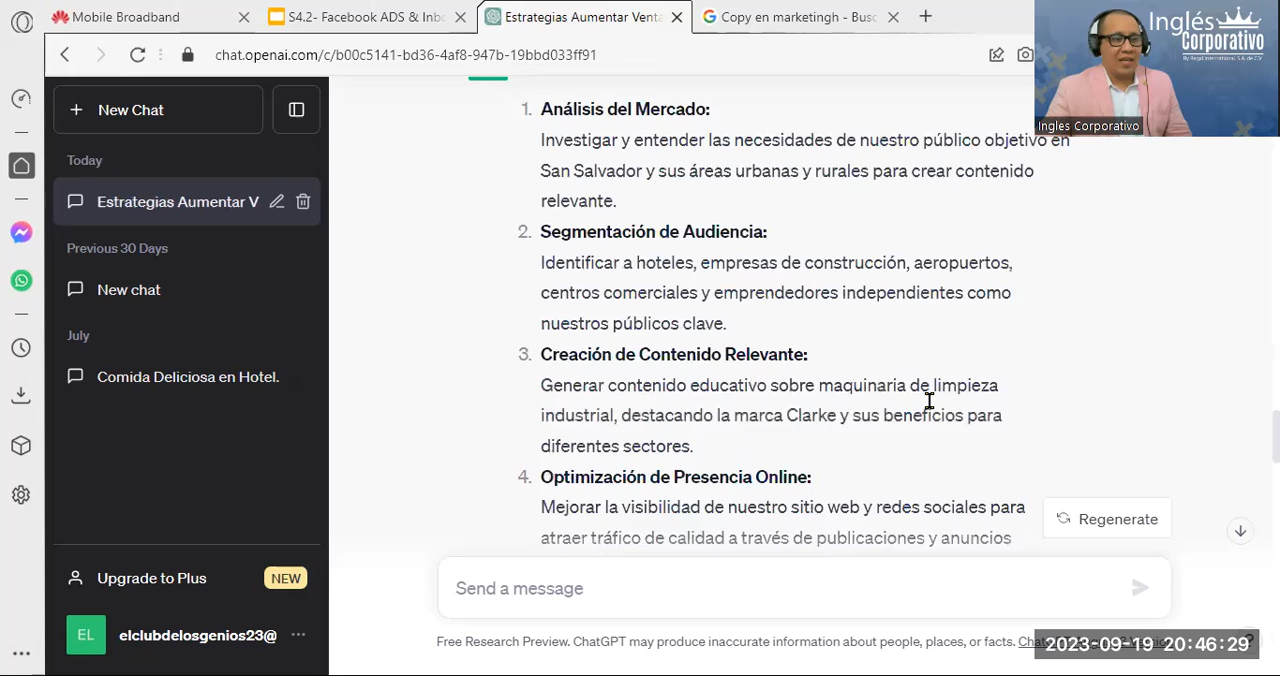 Mobile Broadband
S4.2- Facebook ADS & Inb
Estrategias Aumentar Venta
Copy en marketingh - Busc
chat.openai.com/c/b00c5141-bd36-4af8-947b-19bbd033ff91
Inglés
Corporativo
By Regal International, S.A. de C.V.
Ingles Corporativo
New Chat
Today
Estrategias Aumentar V
Previous 30 Days
New chat
July
Comida Deliciosa en Hotel.
Upgrade to Plus NEW
EL elclubdelosgenios23@
1. Análisis del Mercado:
Investigar y entender las necesidades de nuestro público objetivo en
San Salvador y sus áreas urbanas y rurales para crear contenido
relevante.
2. Segmentación de Audiencia:
Identificar a hoteles, empresas de construcción, aeropuertos,
centros comerciales y emprendedores independientes como
nuestros públicos clave.
3. Creación de Contenido Relevante:
Generar contenido educativo sobre maquinaria de limpieza
industrial, destacando la marca Clarke y sus beneficios para
diferentes sectores.
4. Optimización de Presencia Online:
Mejorar la visibilidad de nuestro sitio web y redes sociales para
atraer tráfico de calidad a través de publicaciones y anuncios
Regenerate
Send a message
Free Research Preview. ChatGPT may produce inaccurate information about people, places, or facts.
2023-09-19 20:46:29